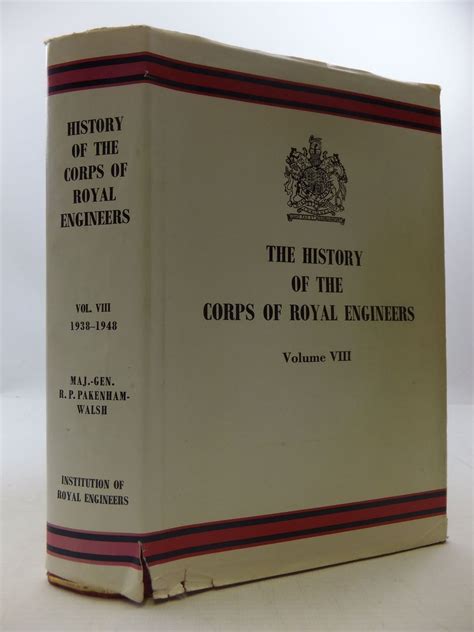 HISTORY
OF THE
CORPS OF
ROYAL
ENGINEERS
VOL. VIII
1938–1948
MAJ.-GEN.
R. P. PAKENHAM-
WALSH
INSTITUTION OF
ROYAL ENGINEERS
THE HISTORY
OF THE
CORPS OF ROYAL ENGINEERS
Volume VIII